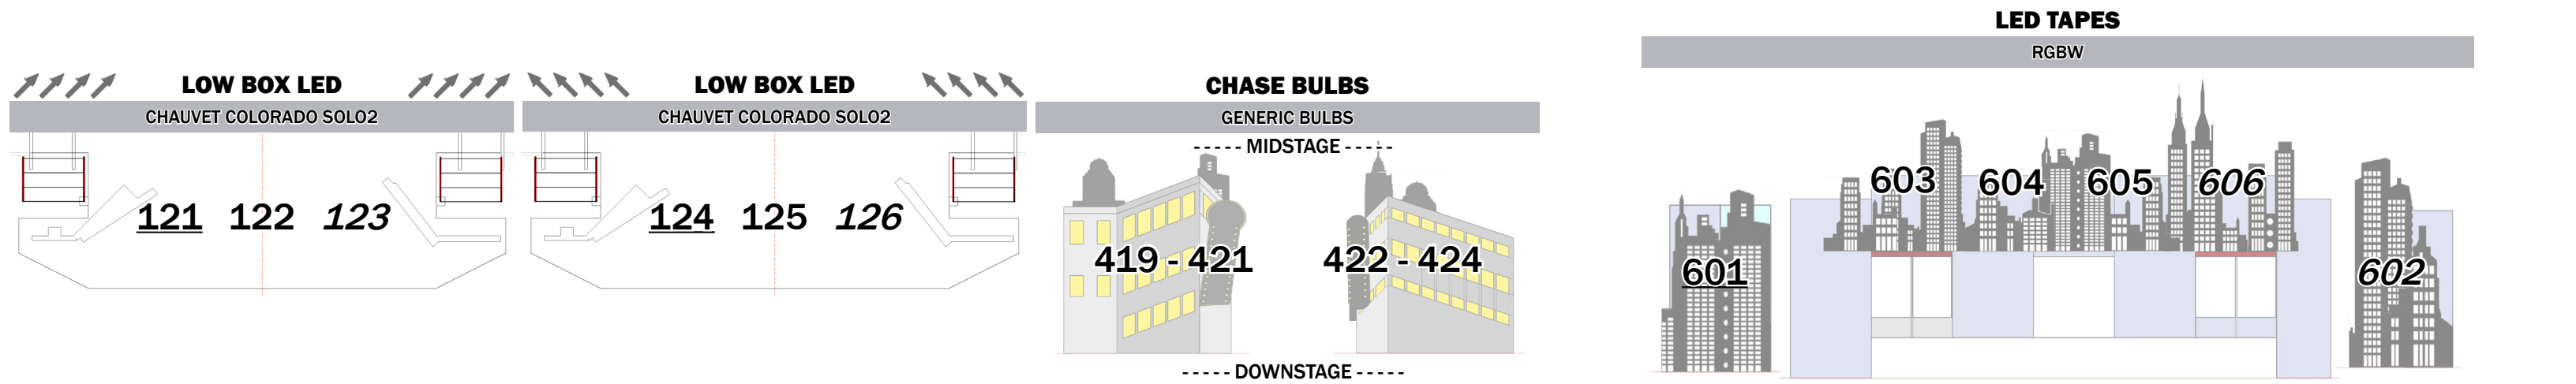 LOW BOX LED
CHAUVET COLORADO SOLO2
121 122 123
LOW BOX LED
CHAUVET COLORADO SOLO2
124 125 126
CHASE BULBS
GENERIC BULBS
- - - - - MIDSTAGE - - - - -
419 - 421 422 - 424
- - - - - DOWNSTAGE - - - - -
LED TAPES
RGBW
603 604 605 606
601 602